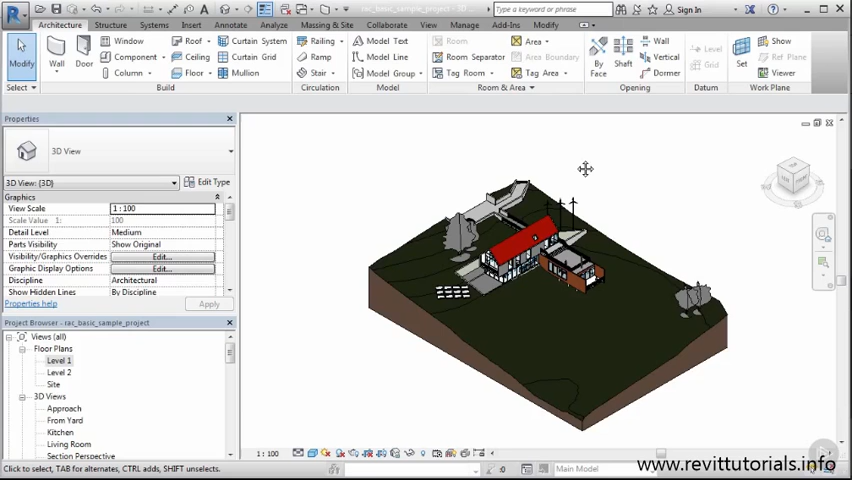 rac_basic_sample_project - 3D...
Type a keyword or phrase
Sign In
Architecture Structure Systems Insert Annotate Analyze Massing & Site Collaborate View Manage Add-Ins Modify
Modify
Wall
Door
Window
Component
Column
Roof
Ceiling
Floor
Curtain System
Curtain Grid
Mullion
Railing
Ramp
Stair
Model Text
Model Line
Model Group
Room
Room Separator
Tag Room
Area
Area Boundary
Tag Area
By Face
Shaft
Wall
Vertical
Dormer
Level
Grid
Set
Show
Ref Plane
Viewer
Select
Build
Circulation
Model
Room & Area
Opening
Datum
Work Plane
Properties
3D View
3D View: {3D}
Edit Type
Graphics
View Scale 1 : 100
Scale Value 1: 100
Detail Level Medium
Parts Visibility Show Original
Visibility/Graphics Overrides Edit...
Graphic Display Options Edit...
Discipline Architectural
Show Hidden Lines By Discipline
Properties help
Apply
Project Browser - rac_basic_sample_project
Views (all)
Floor Plans
Level 1
Level 2
Site
3D Views
Approach
From Yard
Kitchen
Living Room
Section Perspective
1 : 100
Click to select, TAB for alternates, CTRL adds, SHIFT unselects.
:0
Main Model
www.revittutorials.info